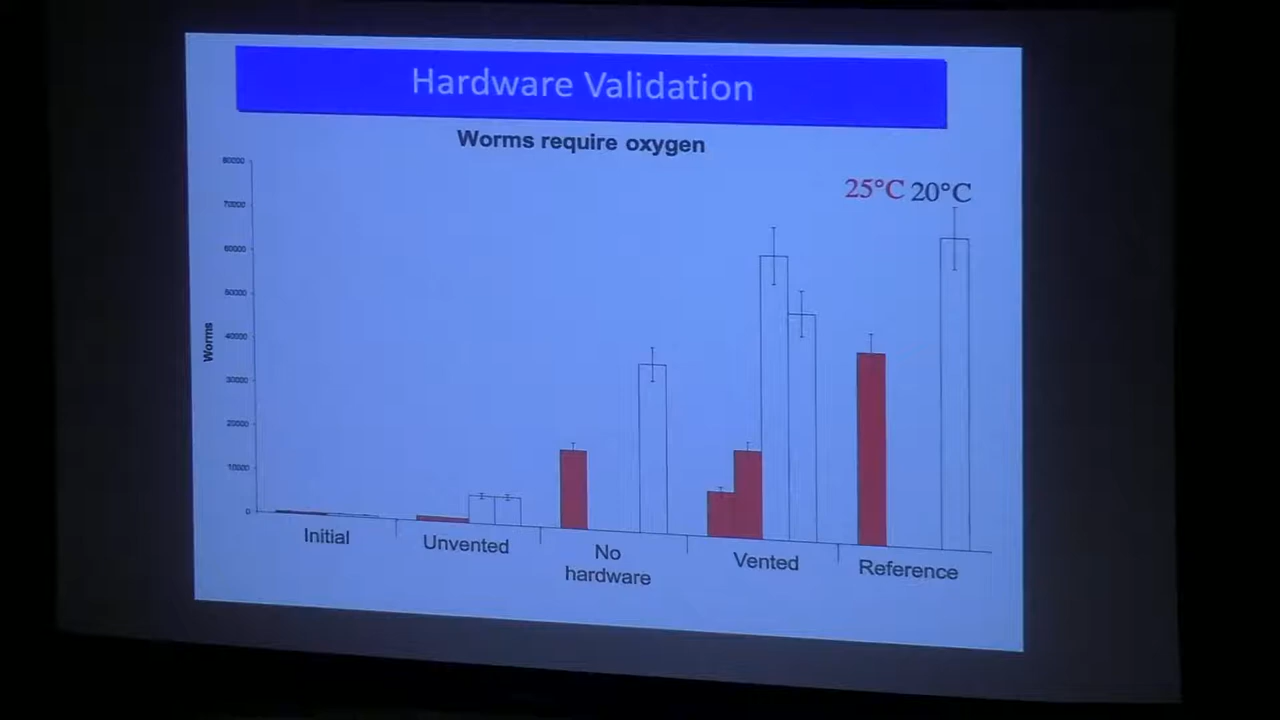 Hardware Validation
Worms require oxygen
25°C 20°C
80000
70000
60000
50000
40000
30000
20000
10000
0
Worms
Initial
Unvented
No
hardware
Vented
Reference